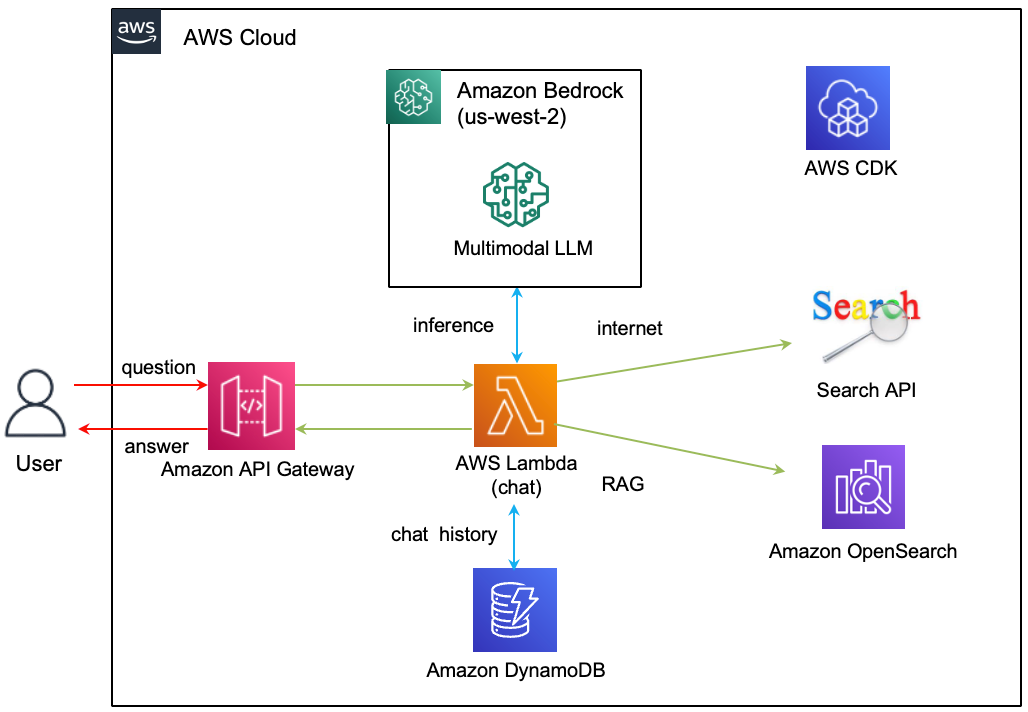 aws
AWS Cloud
Amazon Bedrock
(us-west-2)
AWS CDK
Multimodal LLM
Search
inference
internet
question
Search API
</>
answer
User
Amazon API Gateway
AWS Lambda
(chat)
RAG
chat history
Amazon OpenSearch
Amazon DynamoDB